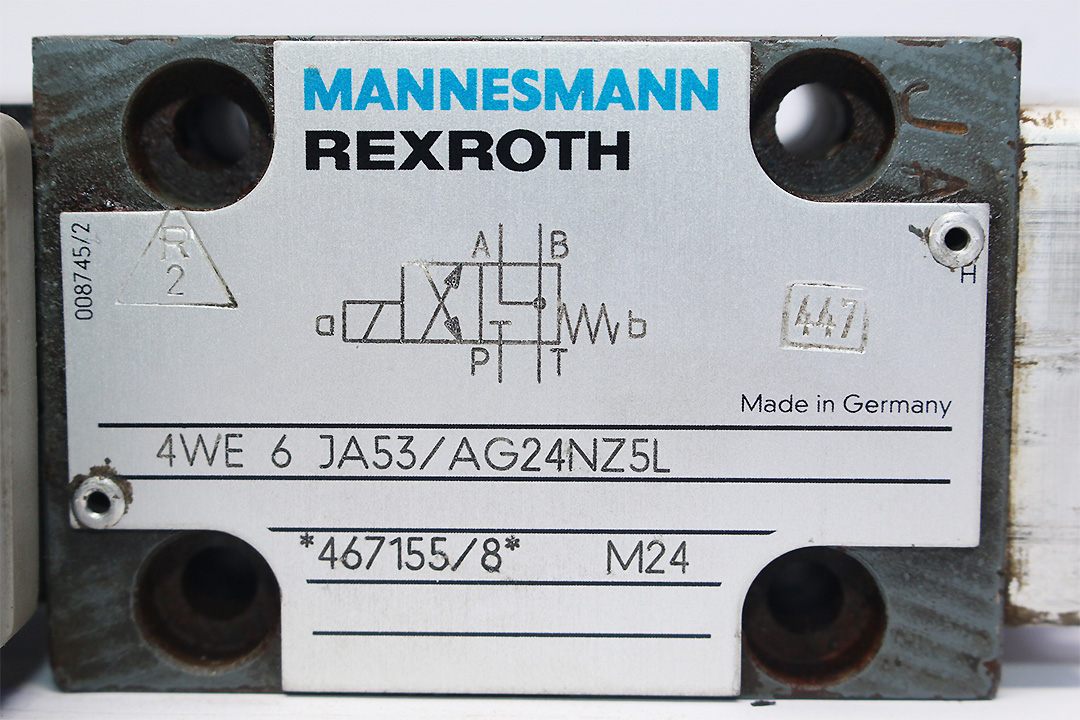 MANNESMANN
REXROTH
J
A
008745/2
R
2
A B
a b
P T
T
H
447
Made in Germany
4WE 6 JA53/AG24NZ5L
*467155/8* M24